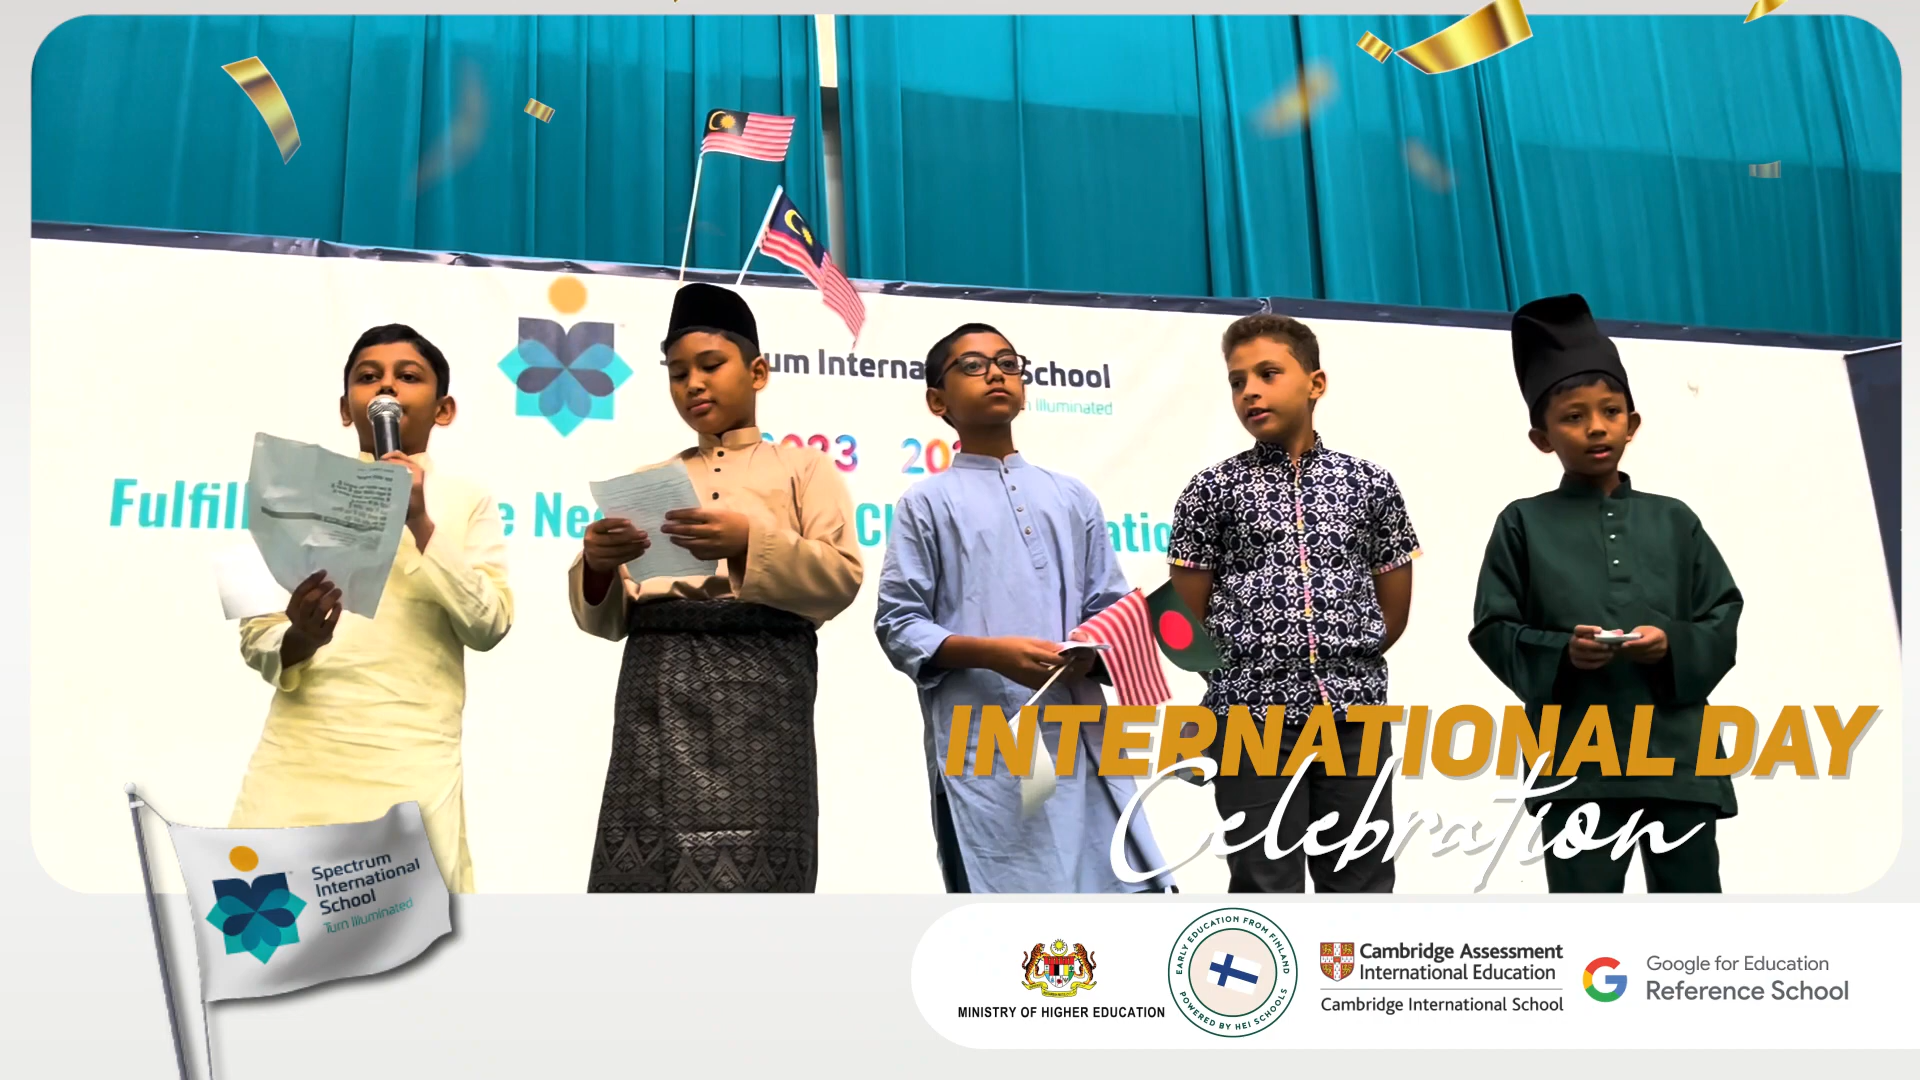 um Interna School
n Illuminated
2023 20
Fulfill e Ne Cl atio
INTERNATIONAL DAY
Celebration
Spectrum
International
School
Turn Illuminated
MINISTRY OF HIGHER EDUCATION
EARLY EDUCATION FROM FINLAND
POWERED BY HEI SCHOOLS
Cambridge Assessment
International Education
Cambridge International School
Google for Education
Reference School